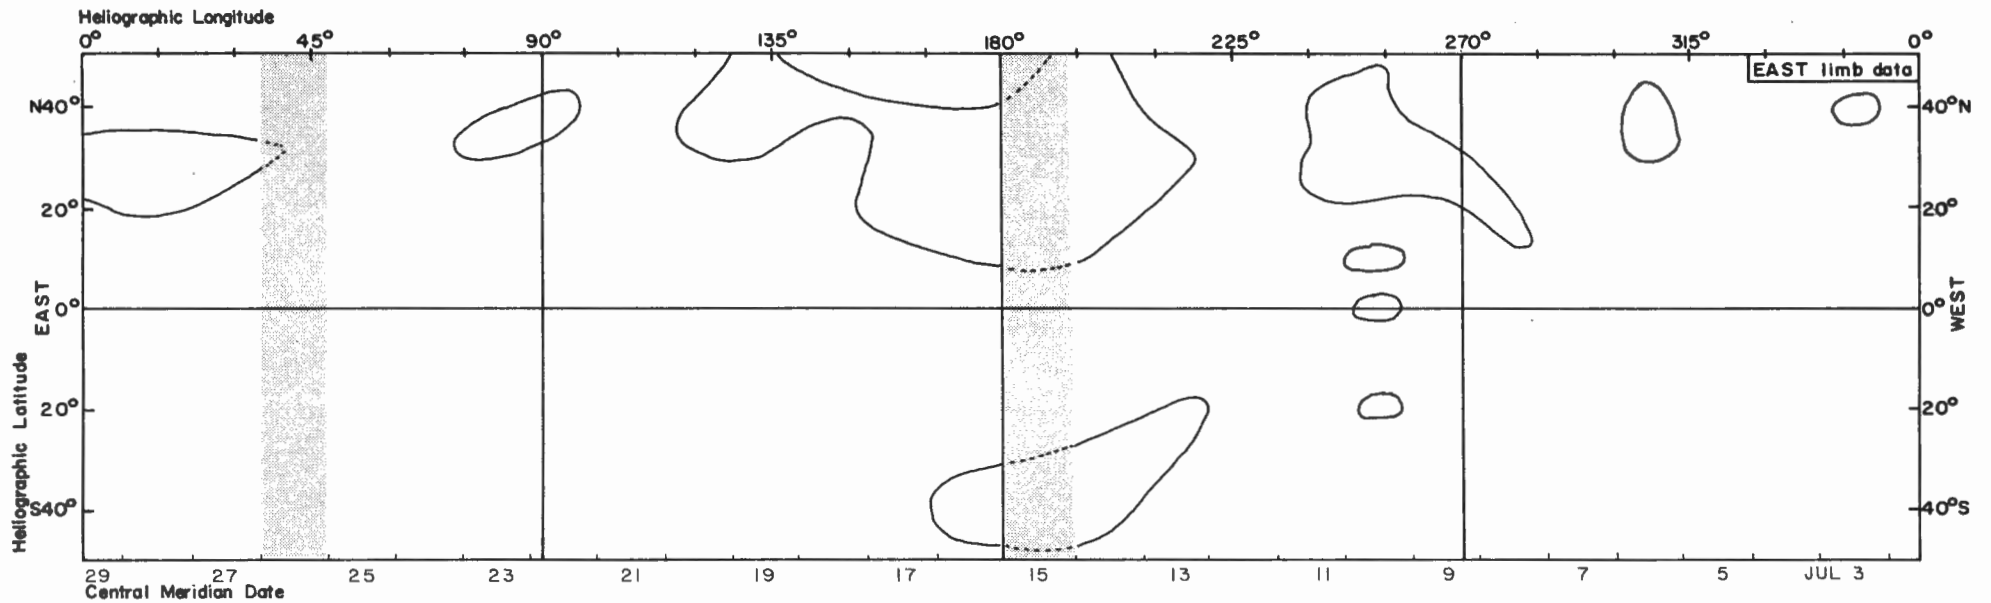 Heliographic Longitude
0° 45° 90° 135° 180° 225° 270° 315° 0°
EAST limb data
N40° 40°N
20° 20°
0° 0°
EAST
WEST
20° 20°
S40° 40°S
Heliographic Latitude
29 27 25 23 21 19 17 15 13 11 9 7 5 JUL 3
Central Meridian Date